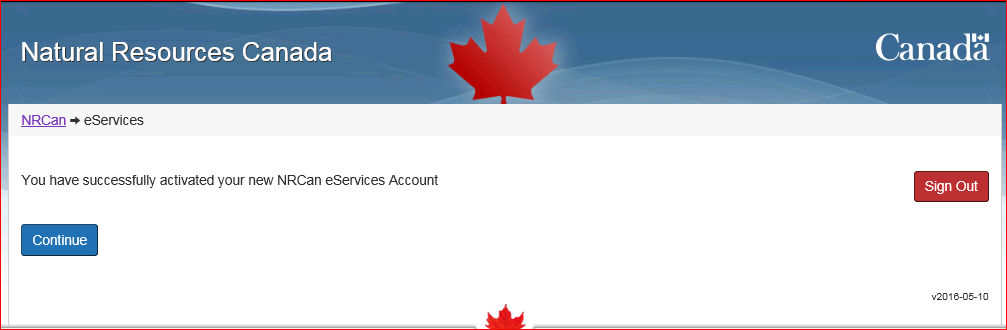 Natural Resources Canada
Canada
NRCan ➔ eServices
You have successfully activated your new NRCan eServices Account
Sign Out
Continue
v2016-05-10